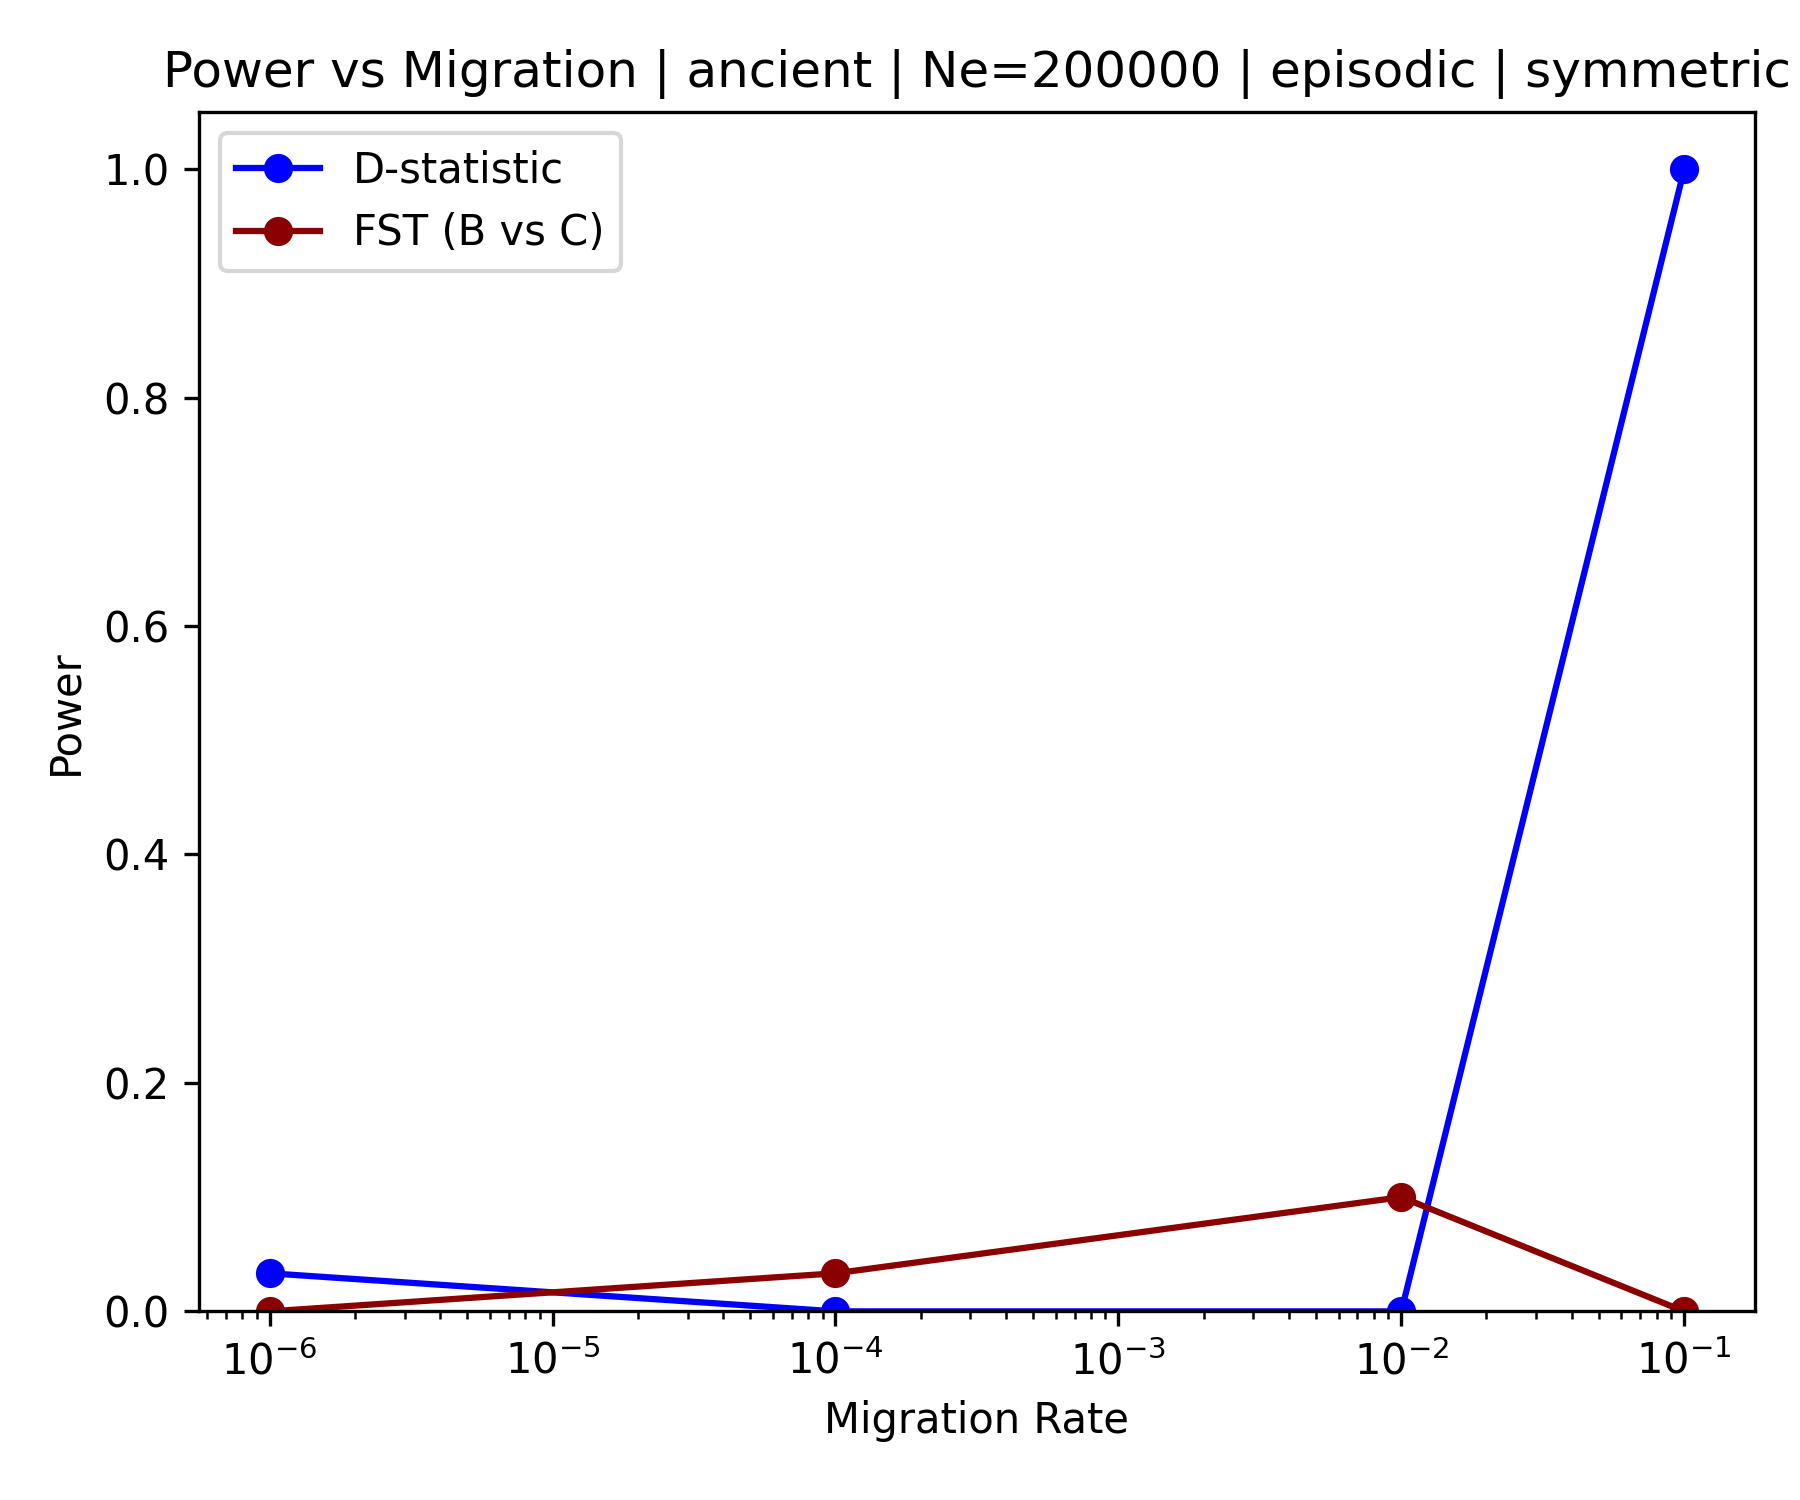 Power vs Migration | ancient | Ne=200000 | episodic | symmetric
D-statistic
FST (B vs C)
1.0
0.8
0.6
0.4
0.2
0.0
Power
10⁻⁶ 10⁻⁵ 10⁻⁴ 10⁻³ 10⁻² 10⁻¹
Migration Rate